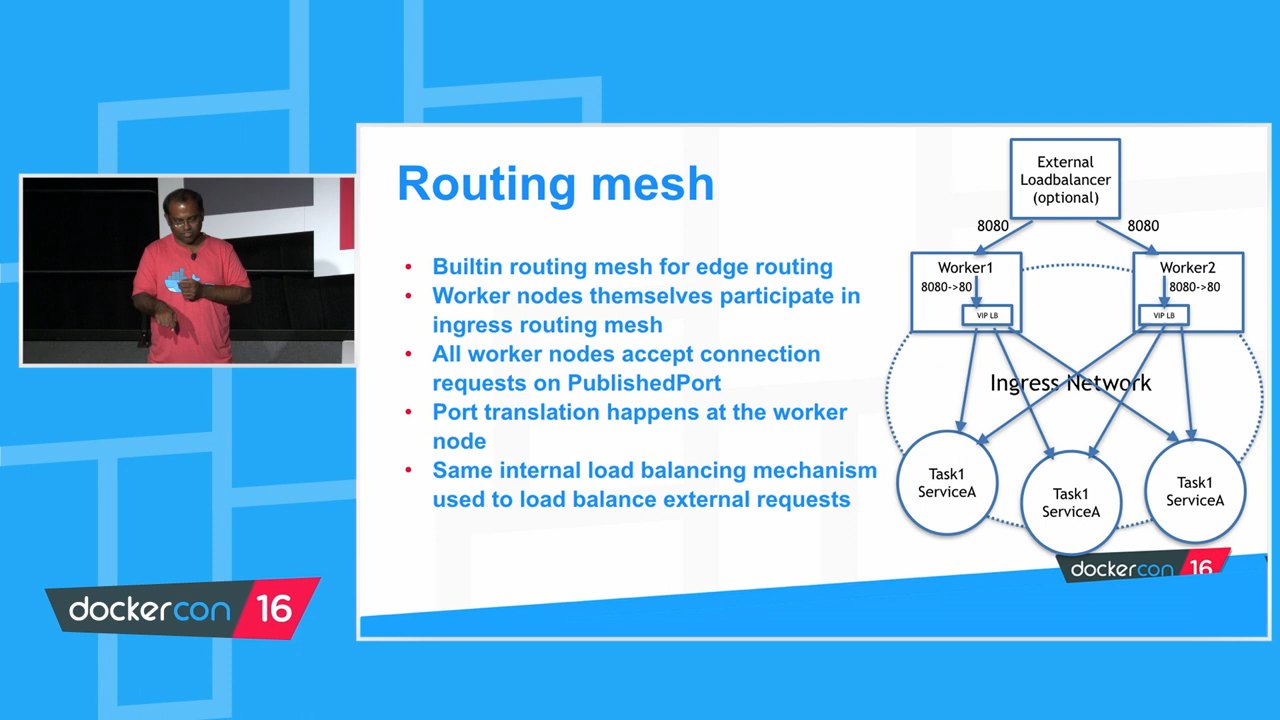 Routing mesh
• Builtin routing mesh for edge routing
• Worker nodes themselves participate in
ingress routing mesh
• All worker nodes accept connection
requests on PublishedPort
• Port translation happens at the worker
node
• Same internal load balancing mechanism
used to load balance external requests
External
Loadbalancer
(optional)
8080
8080
Worker1
8080->80
VIP LB
Worker2
8080->80
VIP LB
Ingress Network
Task1
ServiceA
Task1
ServiceA
Task1
ServiceA
dockercon 16
dockercon 16